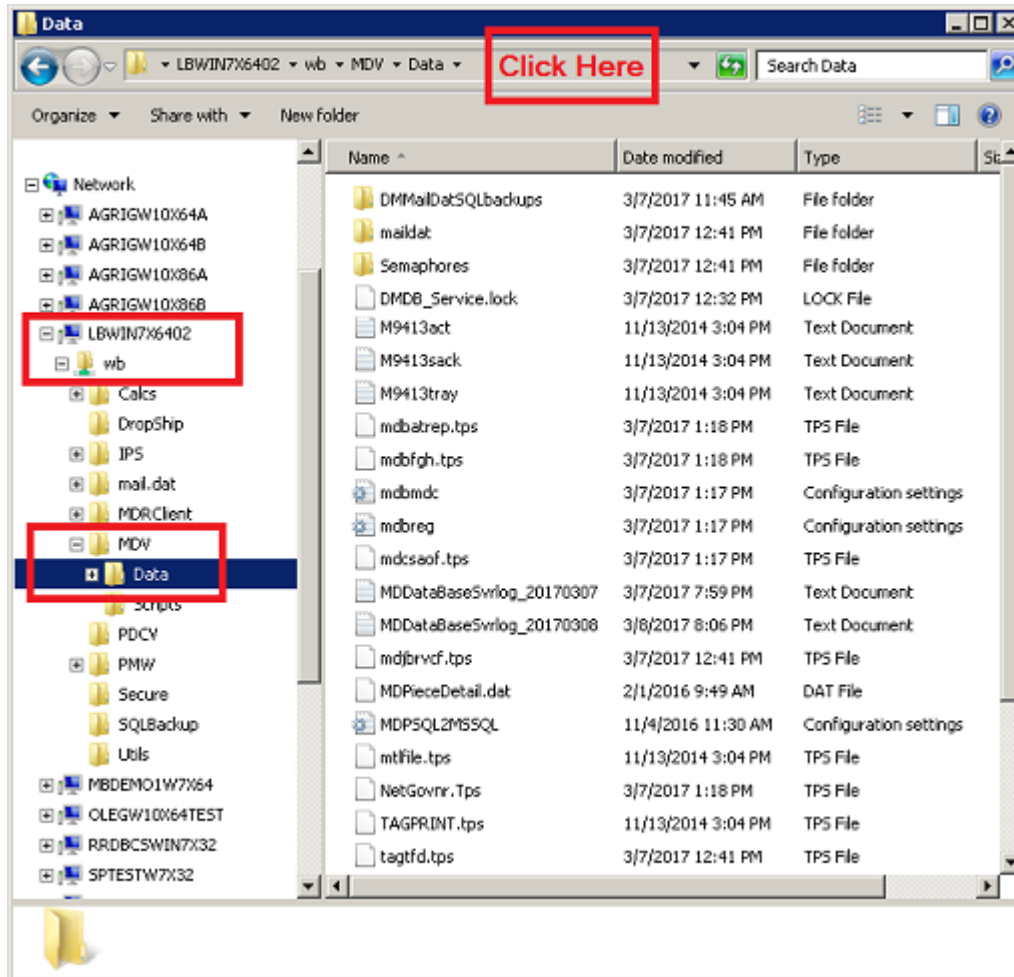 Data
LBWIN7X6402 wb MDV Data
Click Here
Search Data
Organize Share with New folder
Name Date modified Type
Network
AGRIGW10X64A
AGRIGW10X64B
AGRIGW10X86A
AGRIGW10X86B
LBWIN7X6402
wb
Calcs
DropShip
IPS
mail.dat
MDRClient
MDV
Data
Scripts
PDCV
PMW
Secure
SQLBackup
Utils
MBDEMO1W7X64
OLEGW10X64TEST
RRDBCSWIN7X32
SPTESTW7X32
DMMailDatSQLbackups 3/7/2017 11:45 AM File folder
maildat 3/7/2017 12:41 PM File folder
Semaphores 3/7/2017 12:41 PM File folder
DMDB_Service.lock 3/7/2017 12:32 PM LOCK File
M9413act 11/13/2014 3:04 PM Text Document
M9413sack 11/13/2014 3:04 PM Text Document
M9413tray 11/13/2014 3:04 PM Text Document
mdbatrep.tps 3/7/2017 1:18 PM TPS File
mdbfgh.tps 3/7/2017 1:18 PM TPS File
mdbmdc 3/7/2017 1:17 PM Configuration settings
mdbreg 3/7/2017 1:17 PM Configuration settings
mdcsaof.tps 3/7/2017 1:17 PM TPS File
MDDataBaseSvrlog_20170307 3/7/2017 7:59 PM Text Document
MDDataBaseSvrlog_20170308 3/8/2017 8:06 PM Text Document
mdjbrvcf.tps 3/7/2017 12:41 PM TPS File
MDPieceDetail.dat 2/1/2016 9:49 AM DAT File
MDPSQL2MSSQL 11/4/2016 11:30 AM Configuration settings
mtlfile.tps 11/13/2014 3:04 PM TPS File
NetGovnr.Tps 3/7/2017 1:18 PM TPS File
TAGPRINT.tps 11/13/2014 3:04 PM TPS File
tagtfd.tps 3/7/2017 12:41 PM TPS File